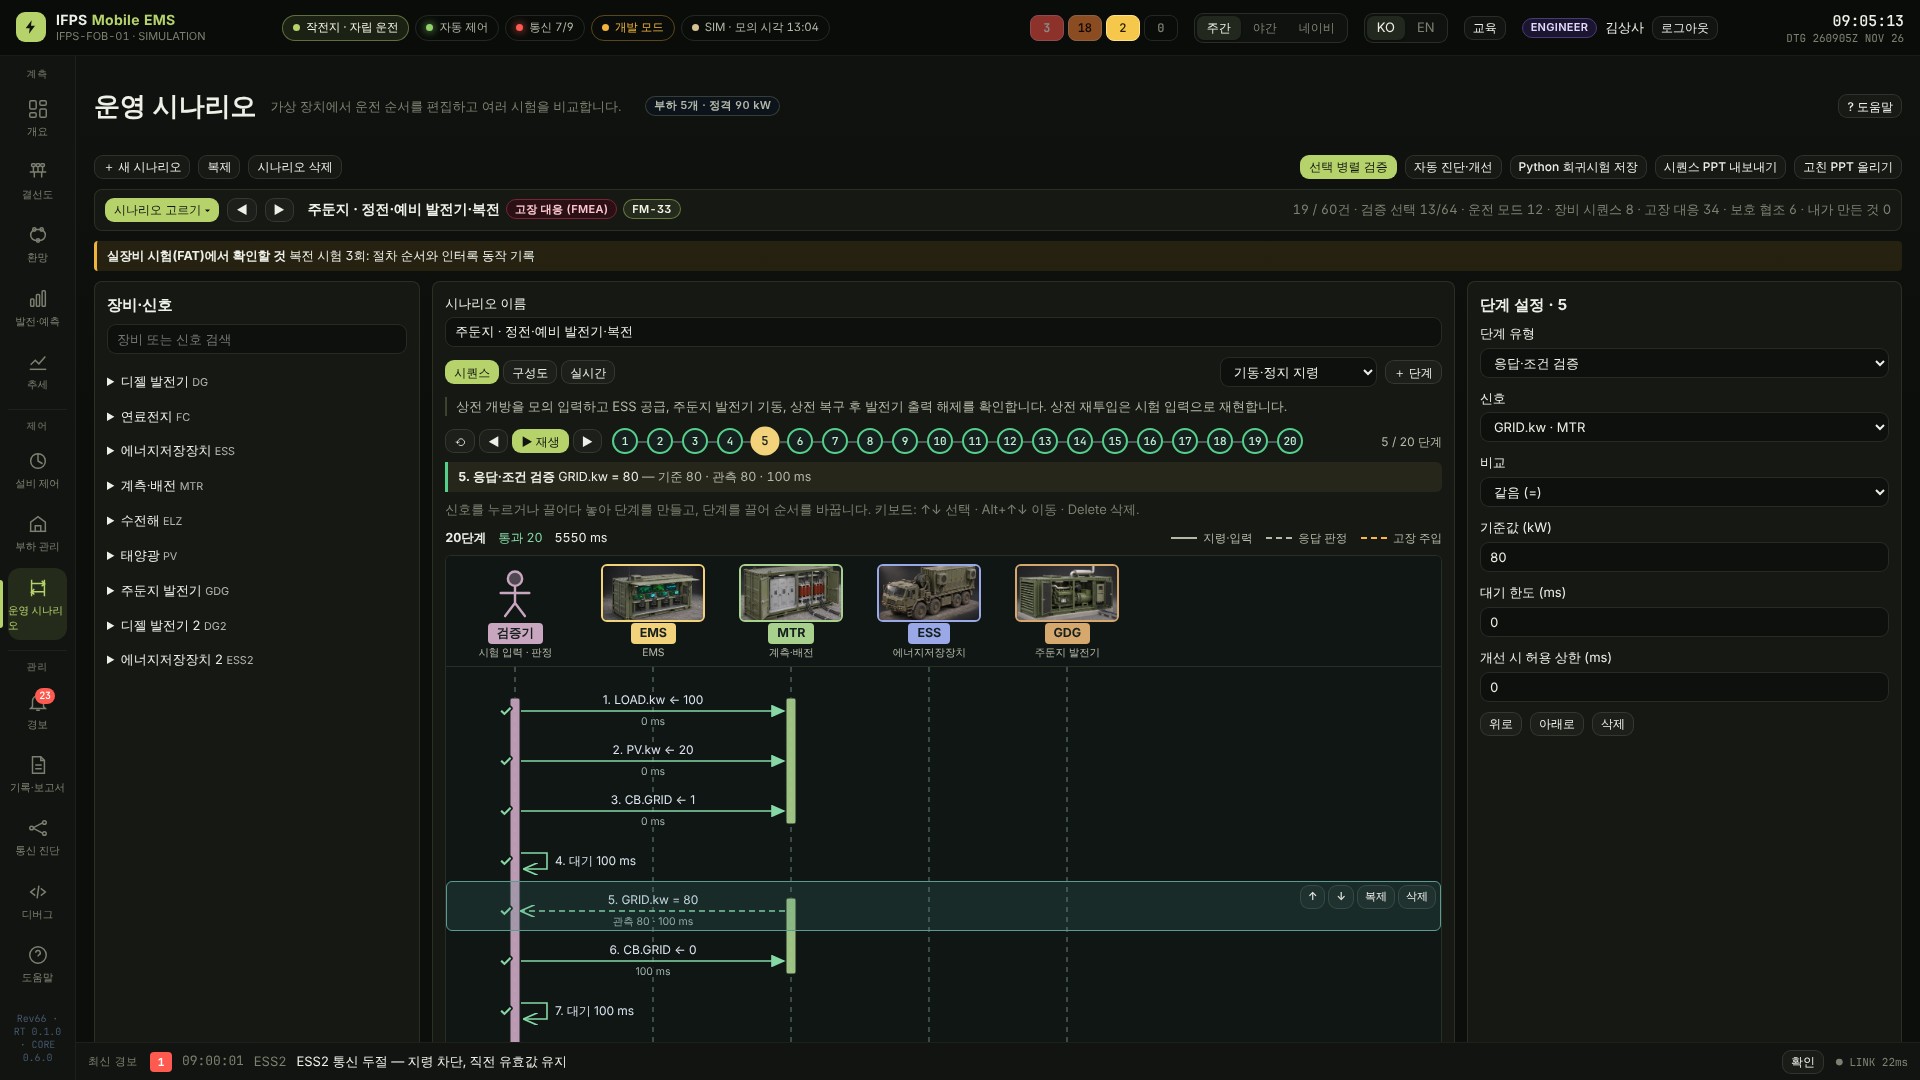 IFPS Mobile EMS
IFPS-FOB-01 · SIMULATION
작전지 · 자립 운전
자동 제어
통신 7/9
개발 모드
SIM · 모의 시각 13:04
3
18
2
0
주간
야간
네이비
KO
EN
교육
ENGINEER
김상사
로그아웃
09:05:13
DTG 260905Z NOV 26
계측
개요
결선도
환망
발전·예측
추세
제어
설비 제어
부하 관리
운영 시나리
오
관리
23
경보
기록·보고서
통신 진단
디버그
도움말
Rev66 ·
RT 0.1.0
· CORE
0.6.0
운영 시나리오
가상 장치에서 운전 순서를 편집하고 여러 시험을 비교합니다.
부하 5개 · 정격 90 kW
? 도움말
+ 새 시나리오
복제
시나리오 삭제
선택 병렬 검증
자동 진단·개선
Python 회귀시험 저장
시퀀스 PPT 내보내기
고친 PPT 올리기
시나리오 고르기 ▾
◀
▶
주둔지 · 정전·예비 발전기·복전
고장 대응 (FMEA)
FM-33
19 / 60건 · 검증 선택 13/64 · 운전 모드 12 · 장비 시퀀스 8 · 고장 대응 34 · 보호 협조 6 · 내가 만든 것 0
실장비 시험(FAT)에서 확인할 것 복전 시험 3회: 절차 순서와 인터록 동작 기록
장비·신호
장비 또는 신호 검색
▶ 디젤 발전기 DG
▶ 연료전지 FC
▶ 에너지저장장치 ESS
▶ 계측·배전 MTR
▶ 수전해 ELZ
▶ 태양광 PV
▶ 주둔지 발전기 GDG
▶ 디젤 발전기 2 DG2
▶ 에너지저장장치 2 ESS2
시나리오 이름
주둔지 · 정전·예비 발전기·복전
시퀀스
구성도
실시간
기동·정지 지령
+ 단계
상전 개방을 모의 입력하고 ESS 공급, 주둔지 발전기 기동, 상전 복구 후 발전기 출력 해제를 확인합니다. 상전 재투입은 시험 입력으로 재현합니다.
◀
▶ 재생
▶
1
2
3
4
5
6
7
8
9
10
11
12
13
14
15
16
17
18
19
20
5 / 20 단계
5. 응답·조건 검증 GRID.kw = 80 — 기준 80 · 관측 80 · 100 ms
신호를 누르거나 끌어다 놓아 단계를 만들고, 단계를 끌어 순서를 바꿉니다. 키보드: ↑↓ 선택 · Alt+↑↓ 이동 · Delete 삭제.
20단계
통과 20
5550 ms
지령·입력
응답 판정
고장 주입
검증기
시험 입력 · 판정
EMS
EMS
MTR
계측·배전
ESS
에너지저장장치
GDG
주둔지 발전기
1. LOAD.kw ← 100
0 ms
2. PV.kw ← 20
0 ms
3. CB.GRID ← 1
0 ms
4. 대기 100 ms
5. GRID.kw = 80
관측 80 · 100 ms
↑
↓
복제
삭제
6. CB.GRID ← 0
100 ms
7. 대기 100 ms
단계 설정 · 5
단계 유형
응답·조건 검증
신호
GRID.kw · MTR
비교
같음 (=)
기준값 (kW)
80
대기 한도 (ms)
0
개선 시 허용 상한 (ms)
0
위로
아래로
삭제
최신 경보
1
09:00:01
ESS2
ESS2 통신 두절 — 지령 차단, 직전 유효값 유지
확인
LINK 22ms